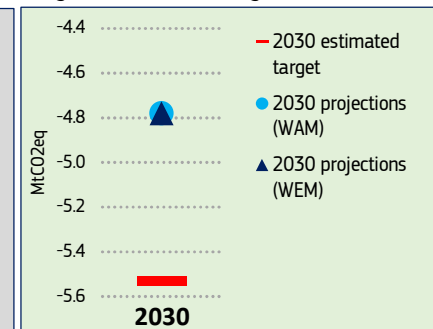 -4.4
-4.6
-4.8
-5.0
-5.2
-5.4
-5.6
MtCO2eq
2030
2030 estimated
target
2030 projections
(WAM)
2030 projections
(WEM)